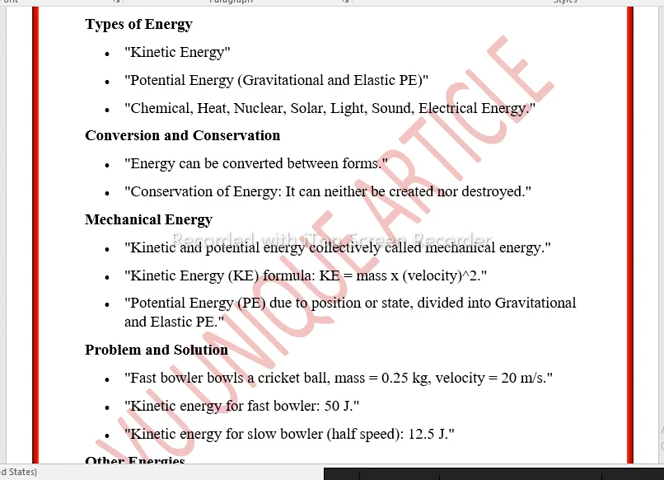 Types of Energy
• "Kinetic Energy"
• "Potential Energy (Gravitational and Elastic PE)"
• "Chemical, Heat, Nuclear, Solar, Light, Sound, Electrical Energy."
Conversion and Conservation
• "Energy can be converted between forms."
• "Conservation of Energy: It can neither be created nor destroyed."
Mechanical Energy
Recorded with iTop Screen Recorder
• "Kinetic and potential energy collectively called mechanical energy."
• "Kinetic Energy (KE) formula: KE = mass x (velocity)^2."
• "Potential Energy (PE) due to position or state, divided into Gravitational
and Elastic PE."
Problem and Solution
• "Fast bowler bowls a cricket ball, mass = 0.25 kg, velocity = 20 m/s."
• "Kinetic energy for fast bowler: 50 J."
• "Kinetic energy for slow bowler (half speed): 12.5 J."
Other Energies
VU UNIQUE ARTICLE
d States)